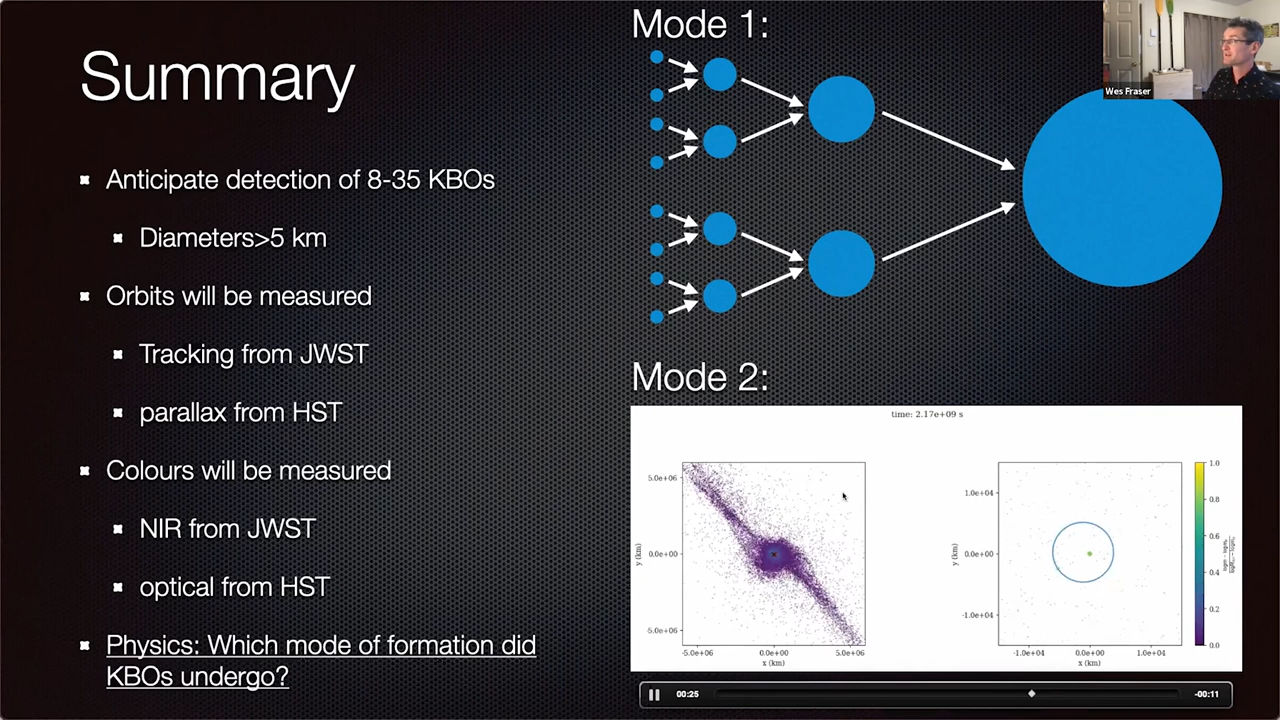 Summary
Anticipate detection of 8-35 KBOs
Diameters>5 km
Orbits will be measured
Tracking from JWST
parallax from HST
Colours will be measured
NIR from JWST
optical from HST
Physics: Which mode of formation did
KBOs undergo?
Mode 1:
Wes Fraser
Mode 2:
time: 2.17e+09 s
5.0e+06
0.0e+00
-5.0e+06
y (km)
-5.0e+06 0.0e+00 5.0e+06
x (km)
1.0e+04
0.0e+00
-1.0e+04
y (km)
-1.0e+04 0.0e+00 1.0e+04
x (km)
1.0
0.8
0.6
0.4
0.2
0.0
00:25
-00:11